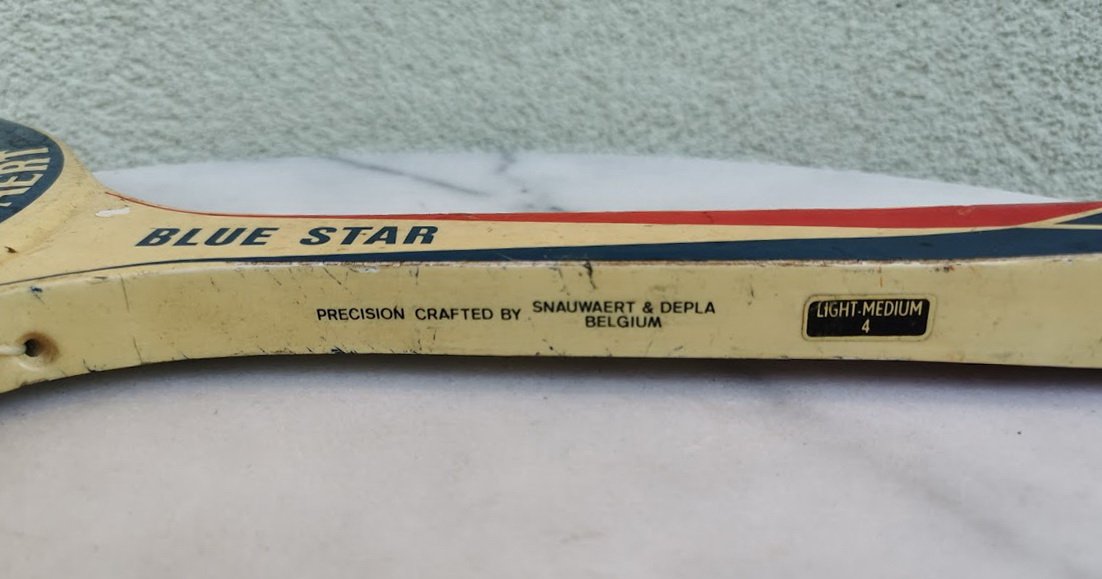 BLUE STAR
PRECISION CRAFTED BY SNAUWAERT & DEPLA
BELGIUM
LIGHT-MEDIUM
4